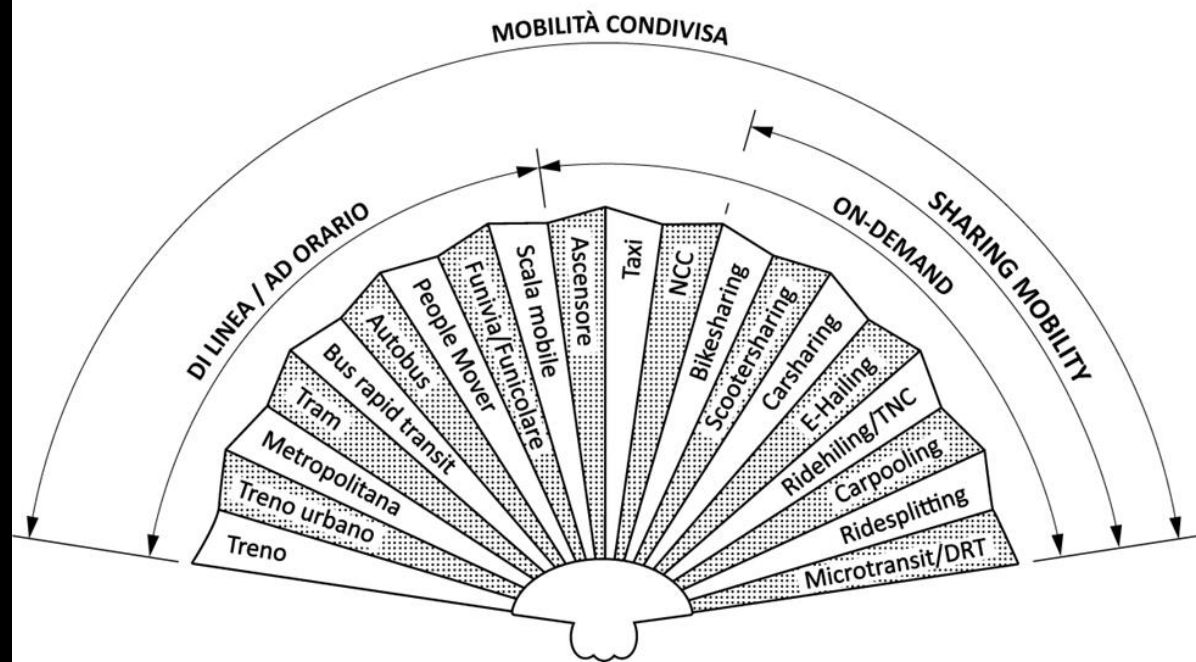 MOBILITÀ CONDIVISA
DI LINEA / AD ORARIO
ON-DEMAND
SHARING MOBILITY
Treno
Treno urbano
Metropolitana
Tram
Bus rapid transit
Autobus
People Mover
Funivia/Funicolare
Scala mobile
Ascensore
Taxi
NCC
Bikesharing
Scootersharing
Carsharing
E-Hailing
Ridehiling/TNC
Carpooling
Ridesplitting
Microtransit/DRT